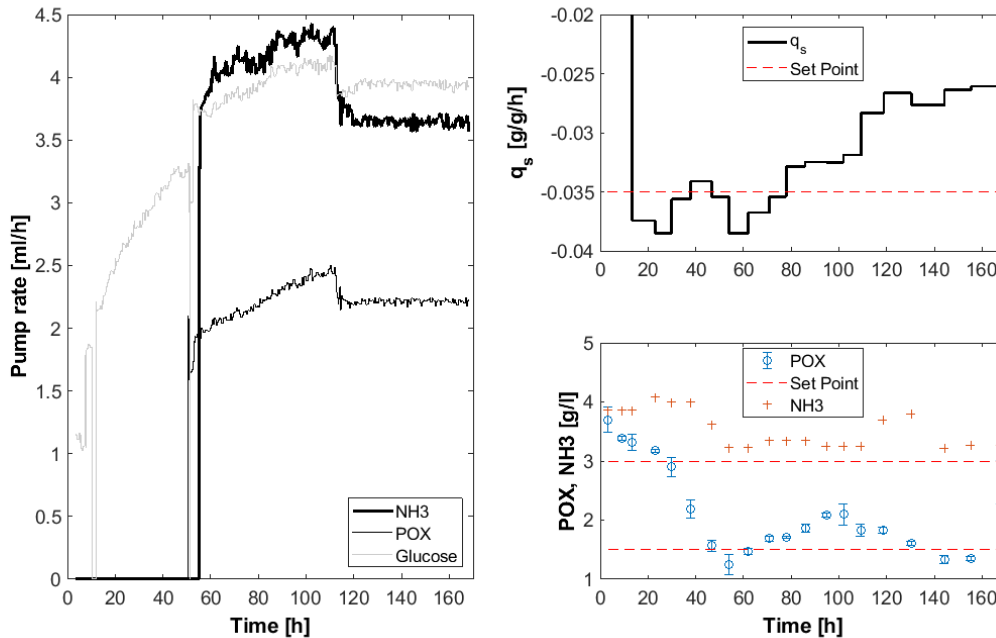 Pump rate [ml/h]
4.5
4
3.5
3
2.5
2
1.5
1
0.5
0
0 20 40 60 80 100 120 140 160
Time [h]
NH3
POX
Glucose
q_s [g/g/h]
-0.02
-0.025
-0.03
-0.035
-0.04
0 20 40 60 80 100 120 140 160
Time [h]
q_s
Set Point
POX, NH3 [g/l]
5
4
3
2
1
0 20 40 60 80 100 120 140 160
Time [h]
POX
Set Point
NH3